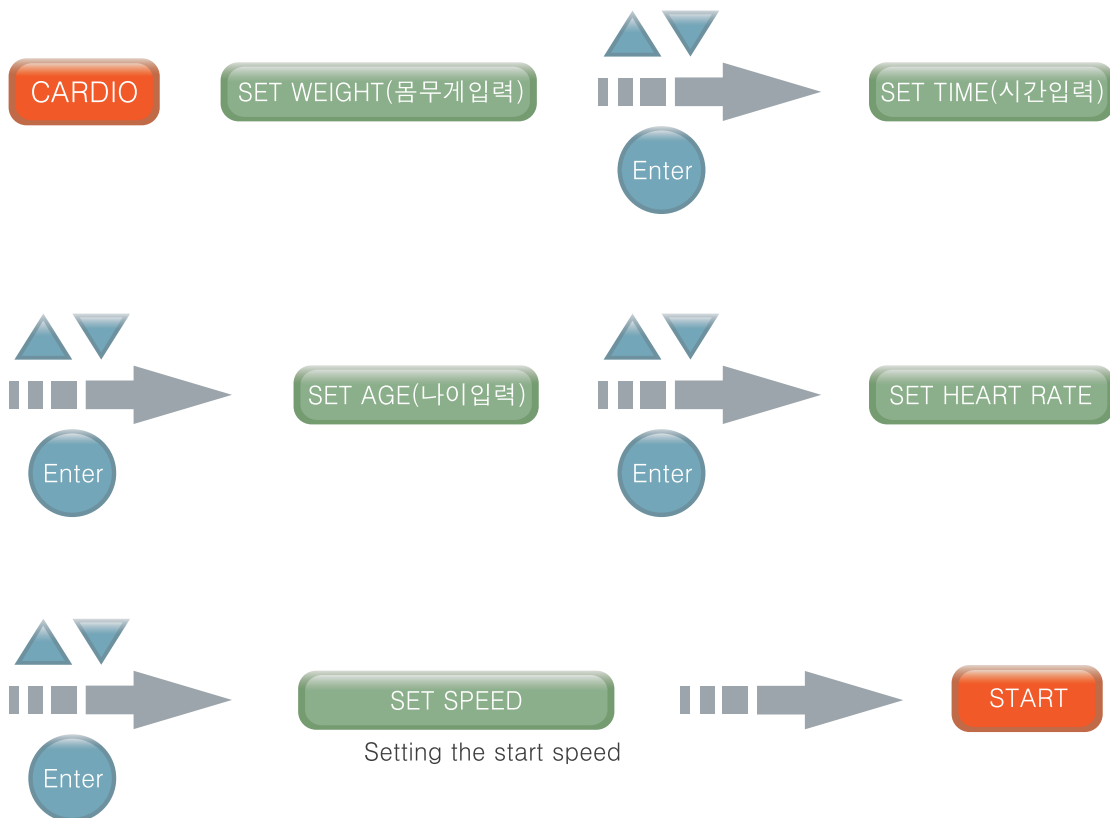 CARDIO
SET WEIGHT(몸무게입력)
Enter
SET TIME(시간입력)
Enter
SET AGE(나이입력)
Enter
SET HEART RATE
Enter
SET SPEED
Setting the start speed
START